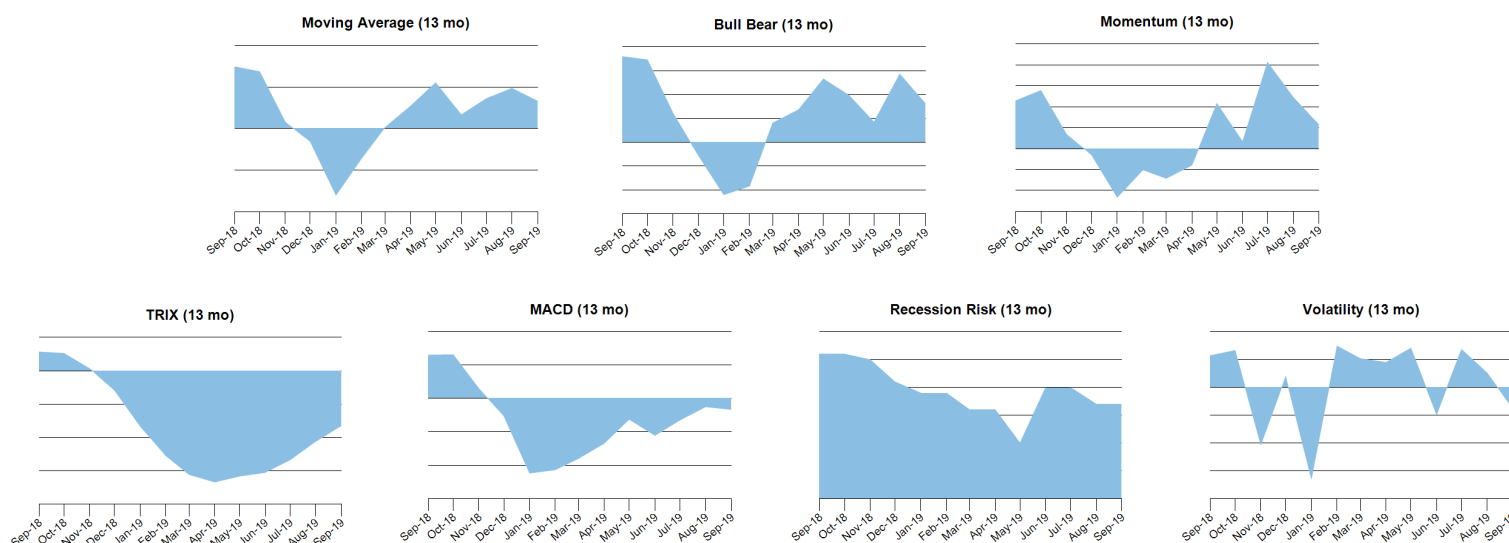 Moving Average (13 mo)
Bull Bear (13 mo)
Momentum (13 mo)
Sep-18 Oct-18 Nov-18 Dec-18 Jan-19 Feb-19 Mar-19 Apr-19 May-19 Jun-19 Jul-19 Aug-19 Sep-19
Sep-18 Oct-18 Nov-18 Dec-18 Jan-19 Feb-19 Mar-19 Apr-19 May-19 Jun-19 Jul-19 Aug-19 Sep-19
Sep-18 Oct-18 Nov-18 Dec-18 Jan-19 Feb-19 Mar-19 Apr-19 May-19 Jun-19 Jul-19 Aug-19 Sep-19
TRIX (13 mo)
MACD (13 mo)
Recession Risk (13 mo)
Volatility (13 mo)
Sep-18 Oct-18 Nov-18 Dec-18 Jan-19 Feb-19 Mar-19 Apr-19 May-19 Jun-19 Jul-19 Aug-19 Sep-19
Sep-18 Oct-18 Nov-18 Dec-18 Jan-19 Feb-19 Mar-19 Apr-19 May-19 Jun-19 Jul-19 Aug-19 Sep-19
Sep-18 Oct-18 Nov-18 Dec-18 Jan-19 Feb-19 Mar-19 Apr-19 May-19 Jun-19 Jul-19 Aug-19 Sep-19
Sep-18 Oct-18 Nov-18 Dec-18 Jan-19 Feb-19 Mar-19 Apr-19 May-19 Jun-19 Jul-19 Aug-19